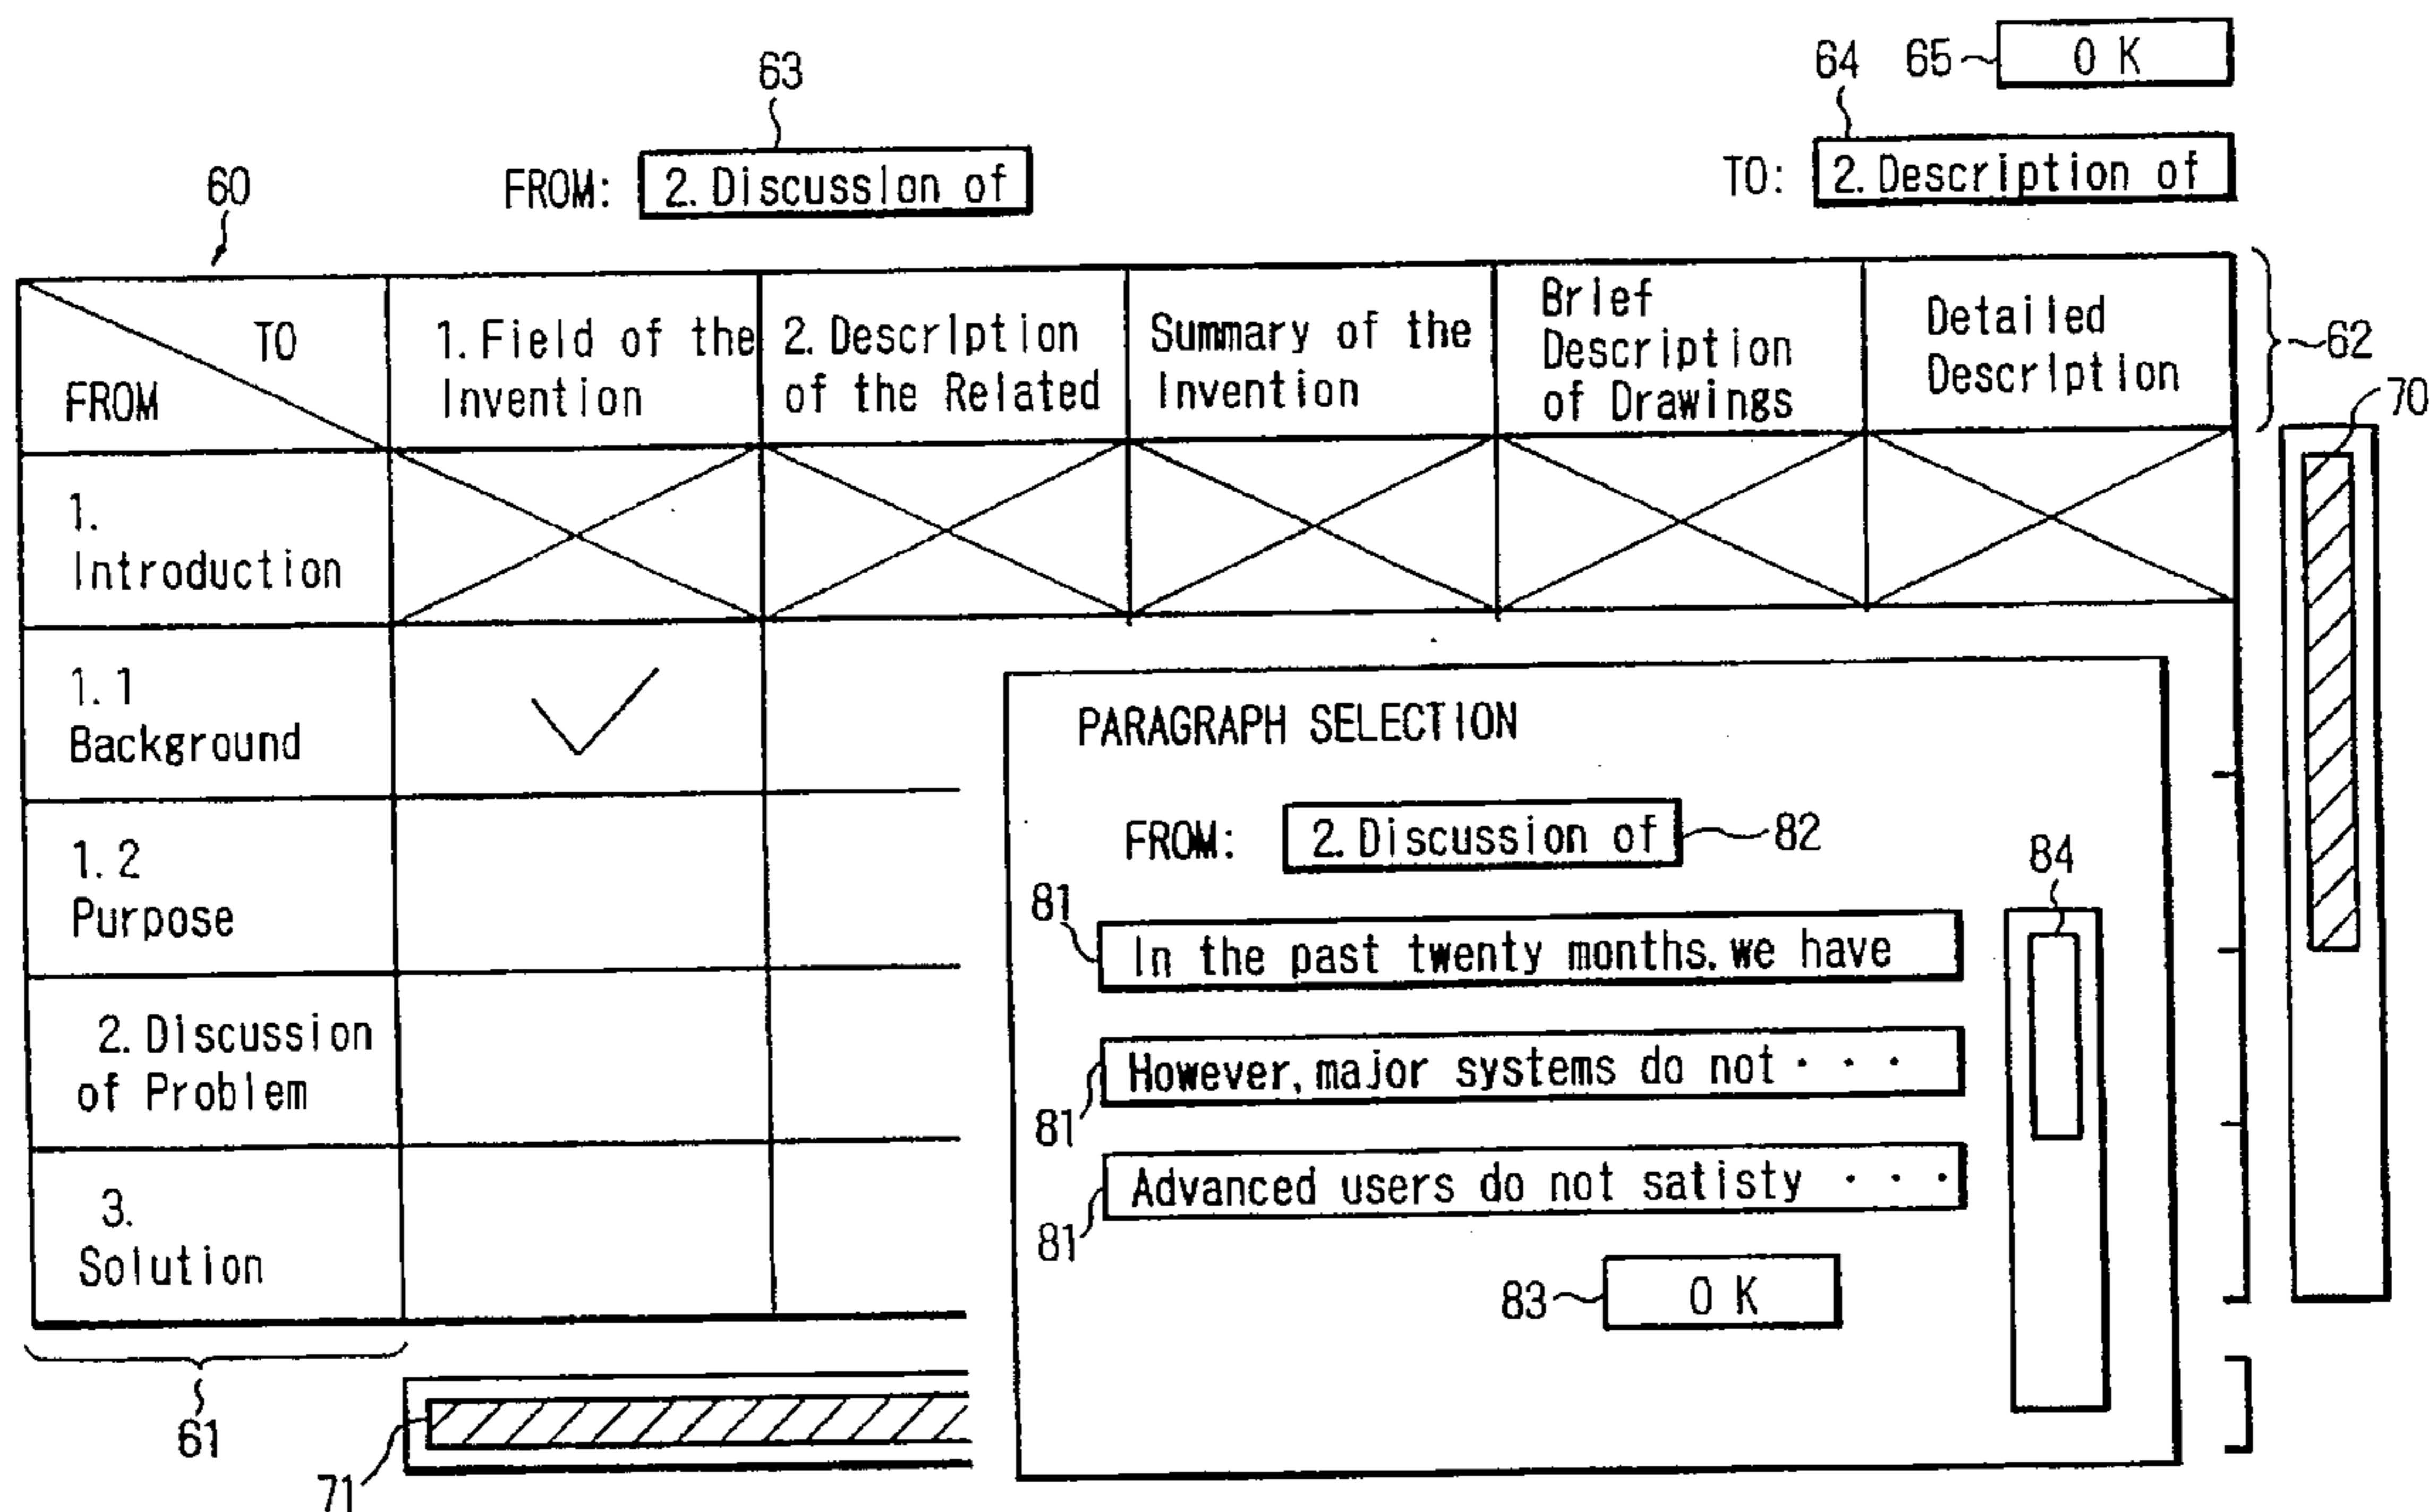 65 O K
63 64
FROM: 2. Discussion of
TO: 2. Description of
60
TO
FROM
1. Field of the
Invention
2. Description
of the Related
Summary of the
Invention
Brief
Description
of Drawings
Detailed
Description
62
70
1.
Introduction
1. 1
Background
1. 2
Purpose
2. Discussion
of Problem
3.
Solution
61
71
PARAGRAPH SELECTION
FROM: 2. Discussion of 82
84
81
In the past twenty months, we have
However, major systems do not · · ·
81
Advanced users do not satisty · · ·
81
83 O K